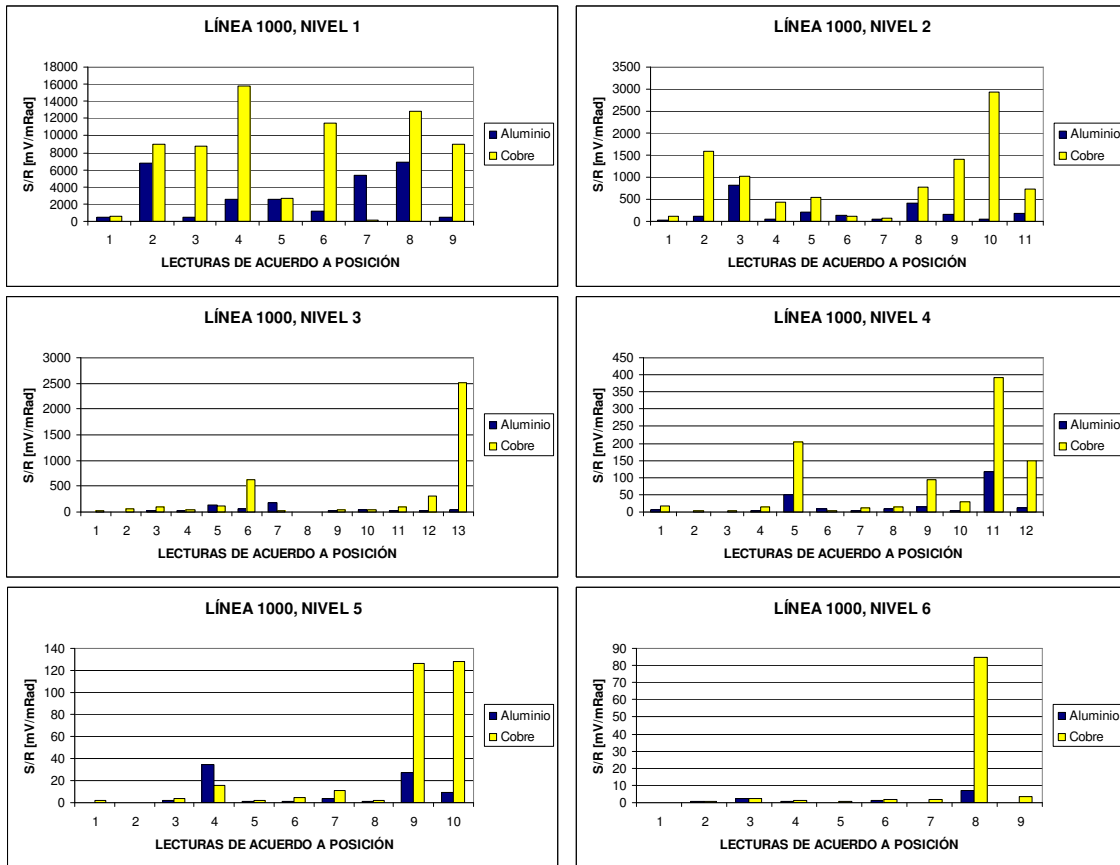 LÍNEA 1000, NIVEL 1
18000
16000
14000
12000
10000
8000
6000
4000
2000
0
S/R [mV/mRad]
1 2 3 4 5 6 7 8 9
LECTURAS DE ACUERDO A POSICIÓN
Aluminio
Cobre
LÍNEA 1000, NIVEL 2
3500
3000
2500
2000
1500
1000
500
0
S/R [mV/mRad]
1 2 3 4 5 6 7 8 9 10 11
LECTURAS DE ACUERDO A POSICIÓN
Aluminio
Cobre
LÍNEA 1000, NIVEL 3
3000
2500
2000
1500
1000
500
0
S/R [mV/mRad]
1 2 3 4 5 6 7 8 9 10 11 12 13
LECTURAS DE ACUERDO A POSICIÓN
Aluminio
Cobre
LÍNEA 1000, NIVEL 4
450
400
350
300
250
200
150
100
50
0
S/R [mV/mRad]
1 2 3 4 5 6 7 8 9 10 11 12
LECTURAS DE ACUERDO A POSICIÓN
Aluminio
Cobre
LÍNEA 1000, NIVEL 5
140
120
100
80
60
40
20
0
S/R [mV/mRad]
1 2 3 4 5 6 7 8 9 10
LECTURAS DE ACUERDO A POSICIÓN
Aluminio
Cobre
LÍNEA 1000, NIVEL 6
90
80
70
60
50
40
30
20
10
0
S/R [mV/mRad]
1 2 3 4 5 6 7 8 9
LECTURAS DE ACUERDO A POSICIÓN
Aluminio
Cobre